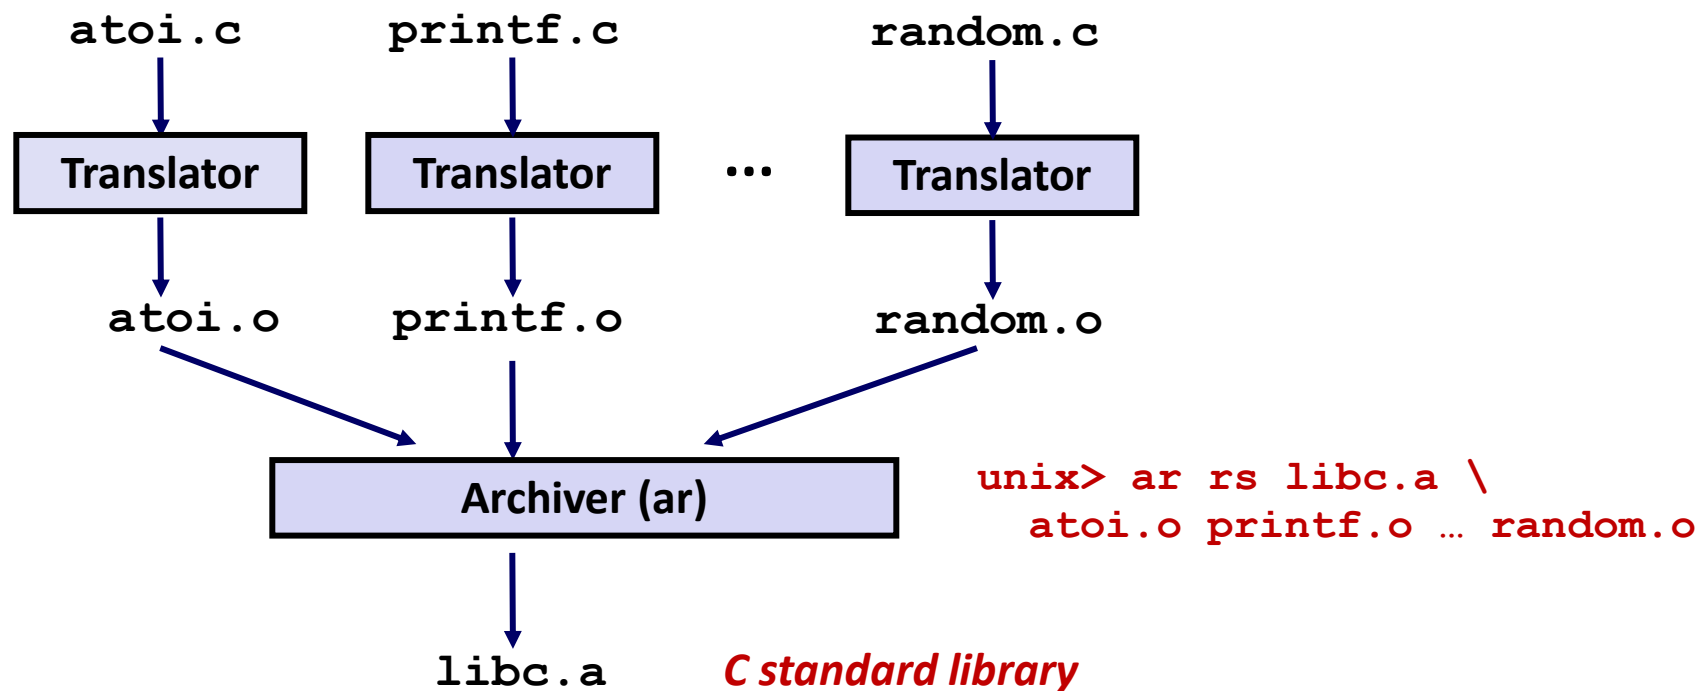 atoi.c printf.c random.c
Translator Translator ... Translator
atoi.o printf.o random.o
Archiver (ar)
unix> ar rs libc.a \
atoi.o printf.o … random.o
libc.a C standard library